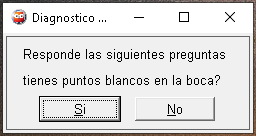 Diagnostico ...
Responde las siguientes preguntas
tienes puntos blancos en la boca?
Si
No